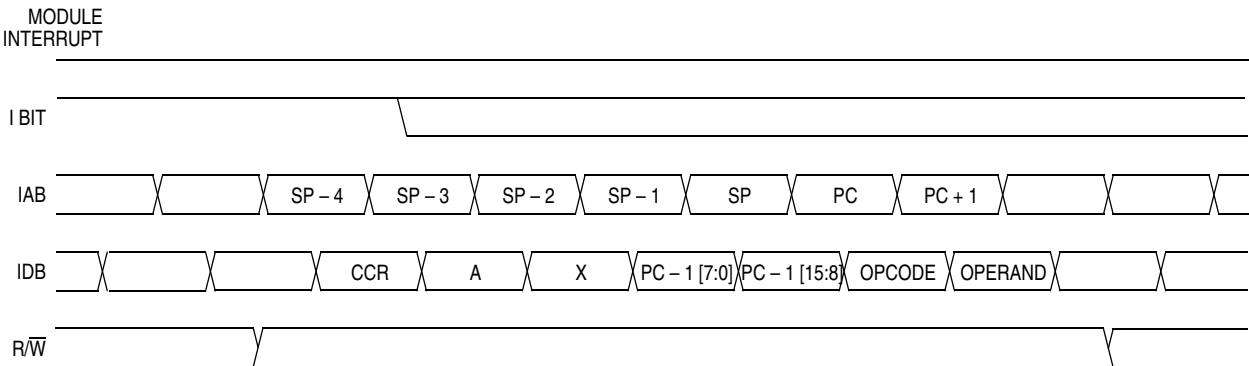 MODULE
INTERRUPT
I BIT
IAB SP – 4 SP – 3 SP – 2 SP – 1 SP PC PC + 1
IDB CCR A X PC – 1 [7:0] PC – 1 [15:8] OPCODE OPERAND
R/W̅